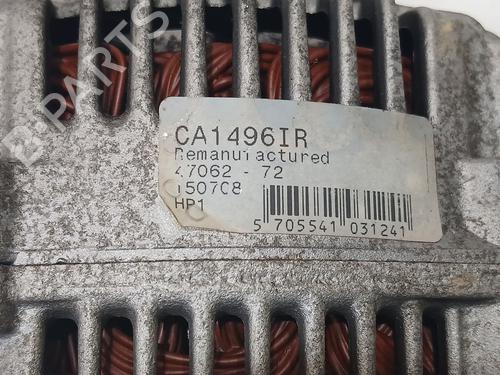 B-PARTS
CA1496IR
Remanufactured
47062 - 72
150708
HP1
5 705541 031241